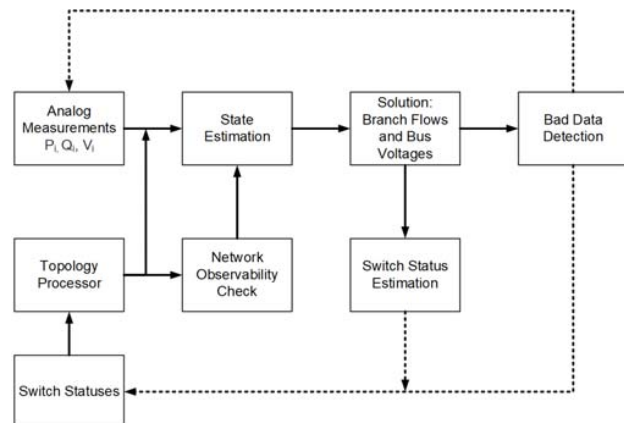 Analog
Measurements
Pᵢ, Qᵢ, Vᵢ
State
Estimation
Solution:
Branch Flows
and Bus
Voltages
Bad Data
Detection
Topology
Processor
Network
Observability
Check
Switch Status
Estimation
Switch Statuses